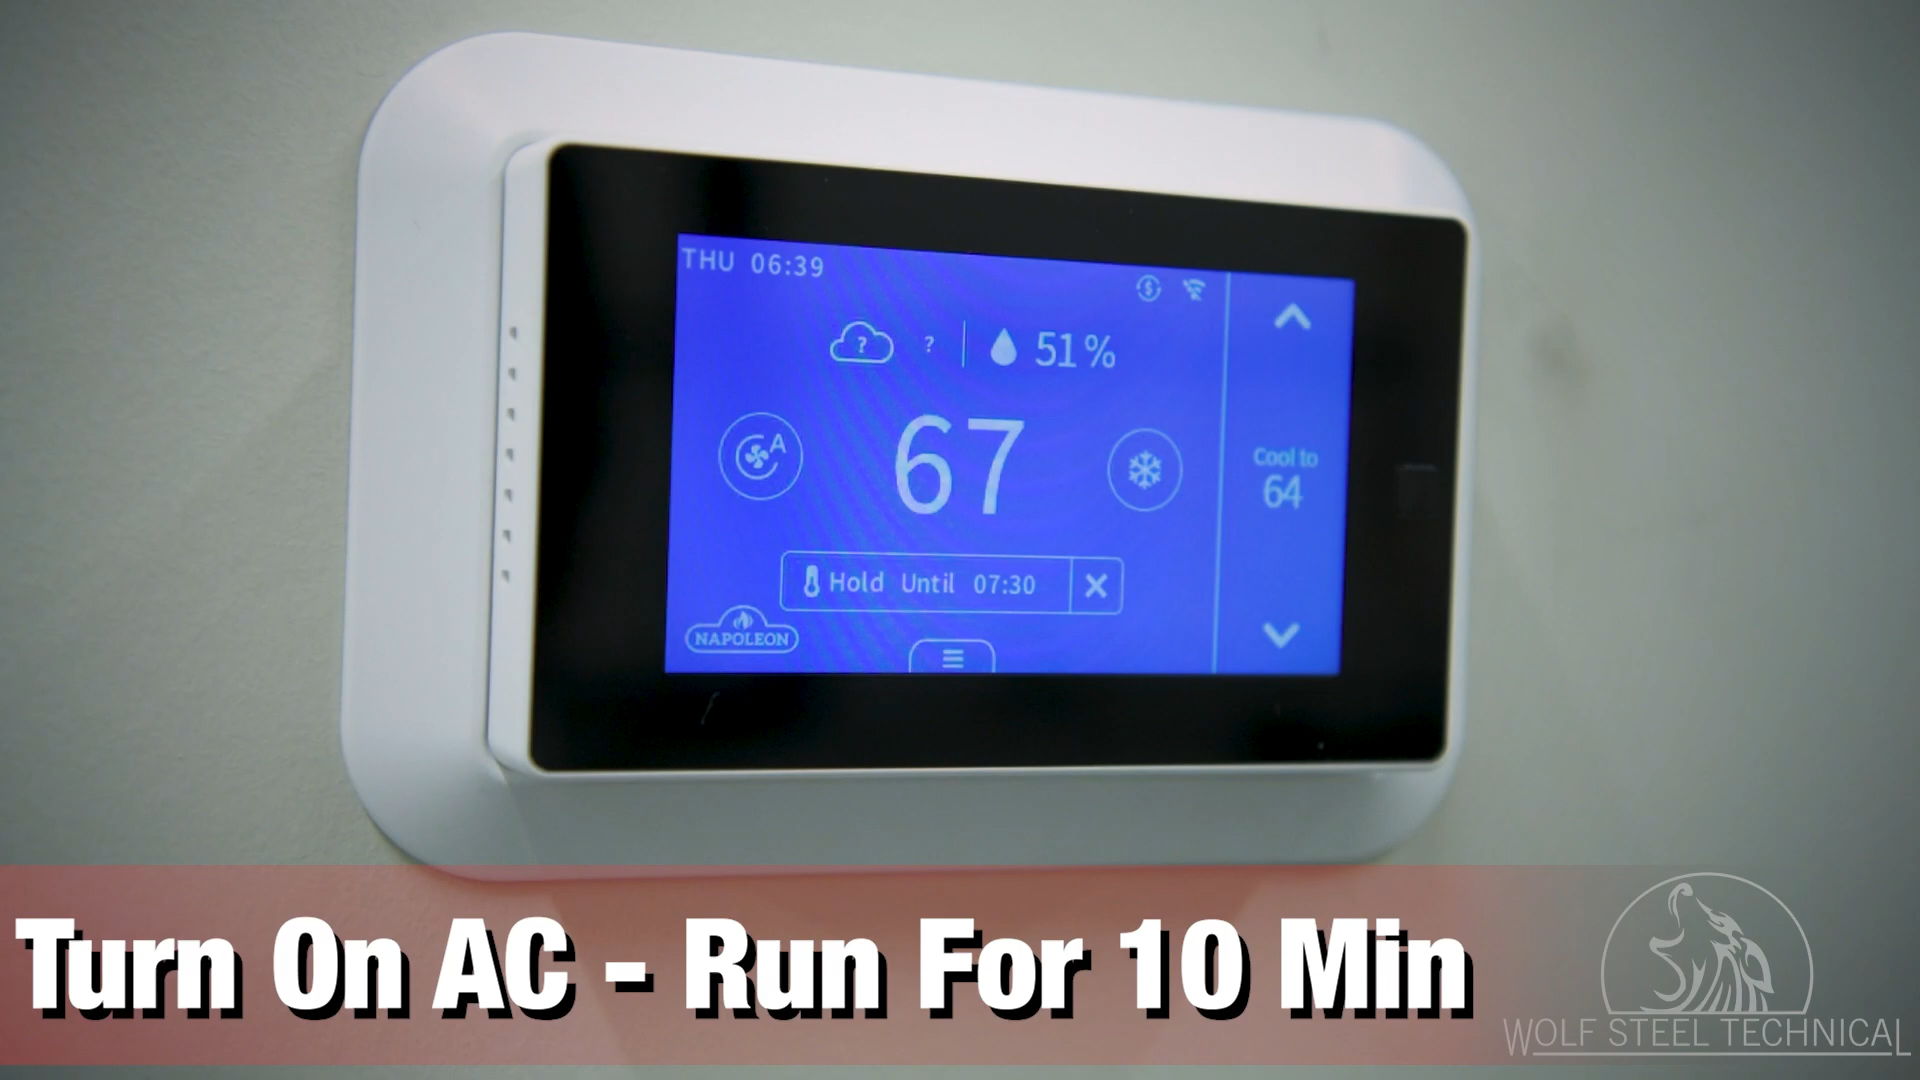 THU 06:39
? ? 51%
A
67
Cool to
64
Hold Until 07:30 X
NAPOLEON
Turn On AC - Run For 10 Min
WOLF STEEL TECHNICAL